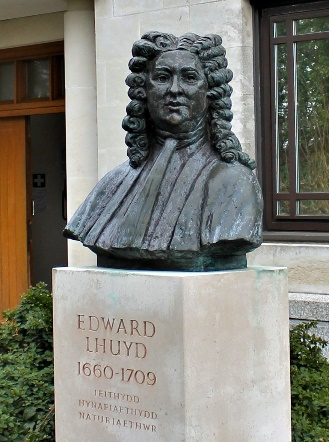 EDWARD
LHUYD
1660-1709
IEITHYDD
HYNAFIAETHYDD
NATURIAETHWR